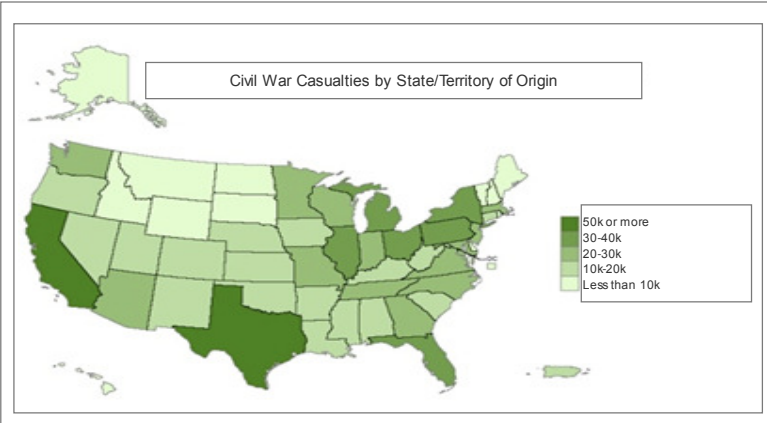 Civil War Casualties by State/Territory of Origin
50k or more
30-40k
20-30k
10k-20k
Less than 10k
DC